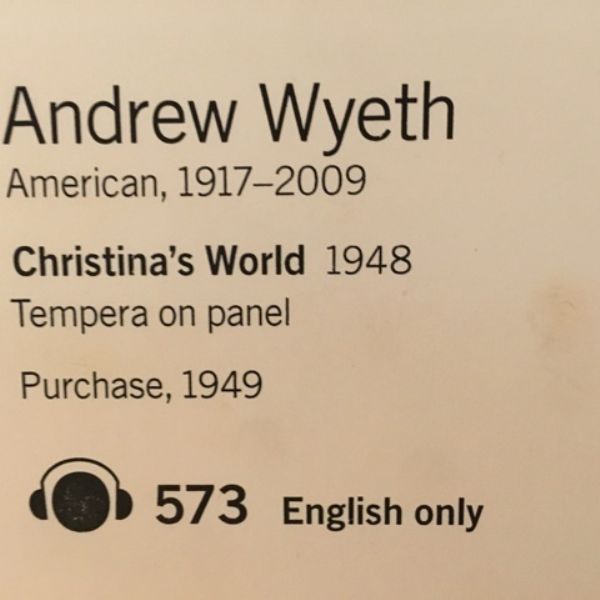 Andrew Wyeth
American, 1917–2009
Christina's World 1948
Tempera on panel
Purchase, 1949
573 English only